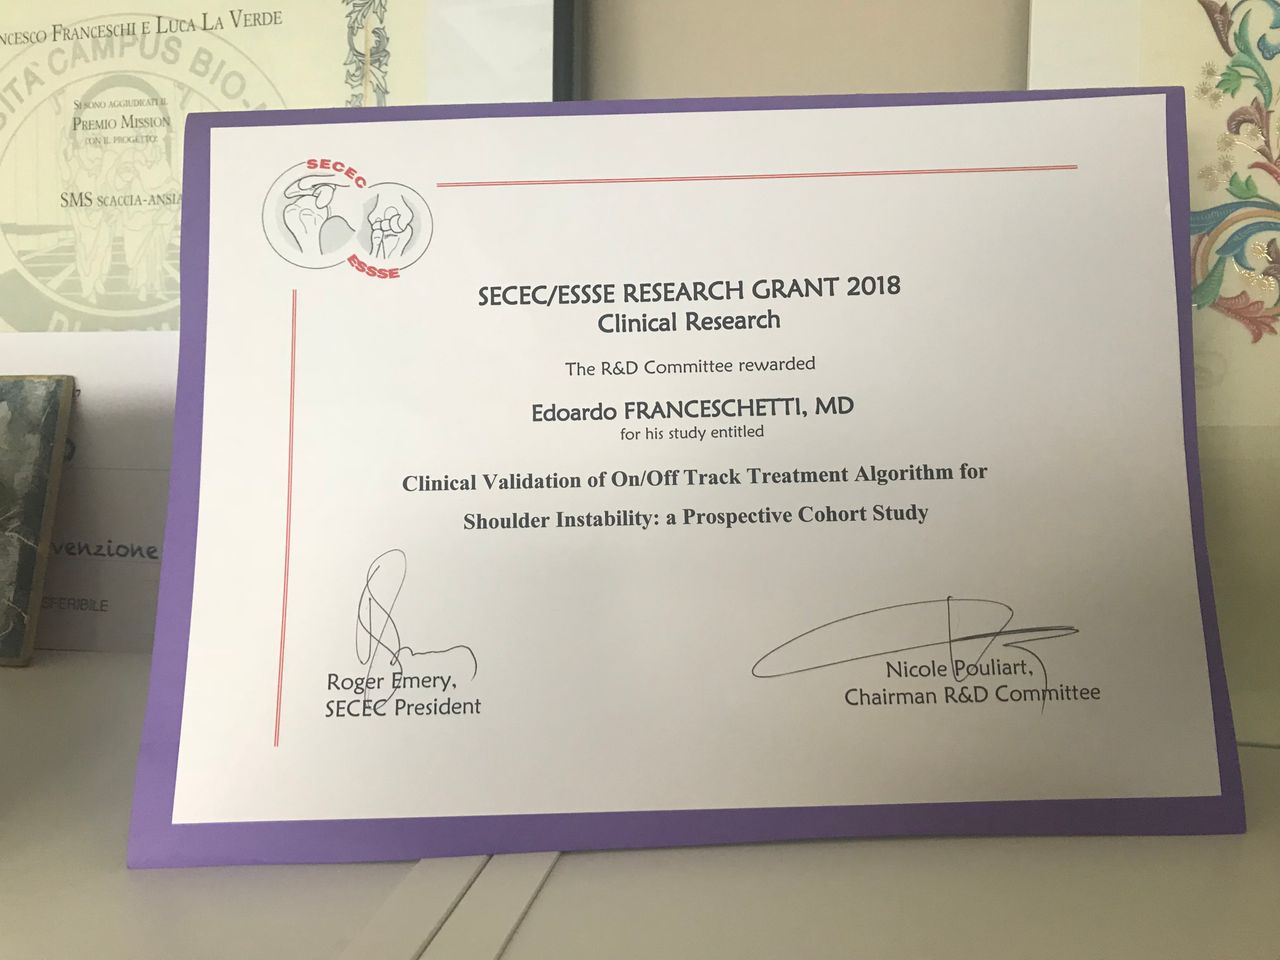 NCESCO FRANCESCHI E LUCA LA VERDE
SITÀ CAMPUS BIO-
SI SONO AGGIUDICATI IL
PREMIO MISSION
CON IL PROGETTO:
SMS SCACCIA-ANSIA
SECEC
ESSSE
SECEC/ESSSE RESEARCH GRANT 2018
Clinical Research
The R&D Committee rewarded
Edoardo FRANCESCHETTI, MD
for his study entitled
Clinical Validation of On/Off Track Treatment Algorithm for
Shoulder Instability: a Prospective Cohort Study
Roger Emery,
SECEC President
Nicole Pouliart,
Chairman R&D Committee
venzione
SFERIBILE